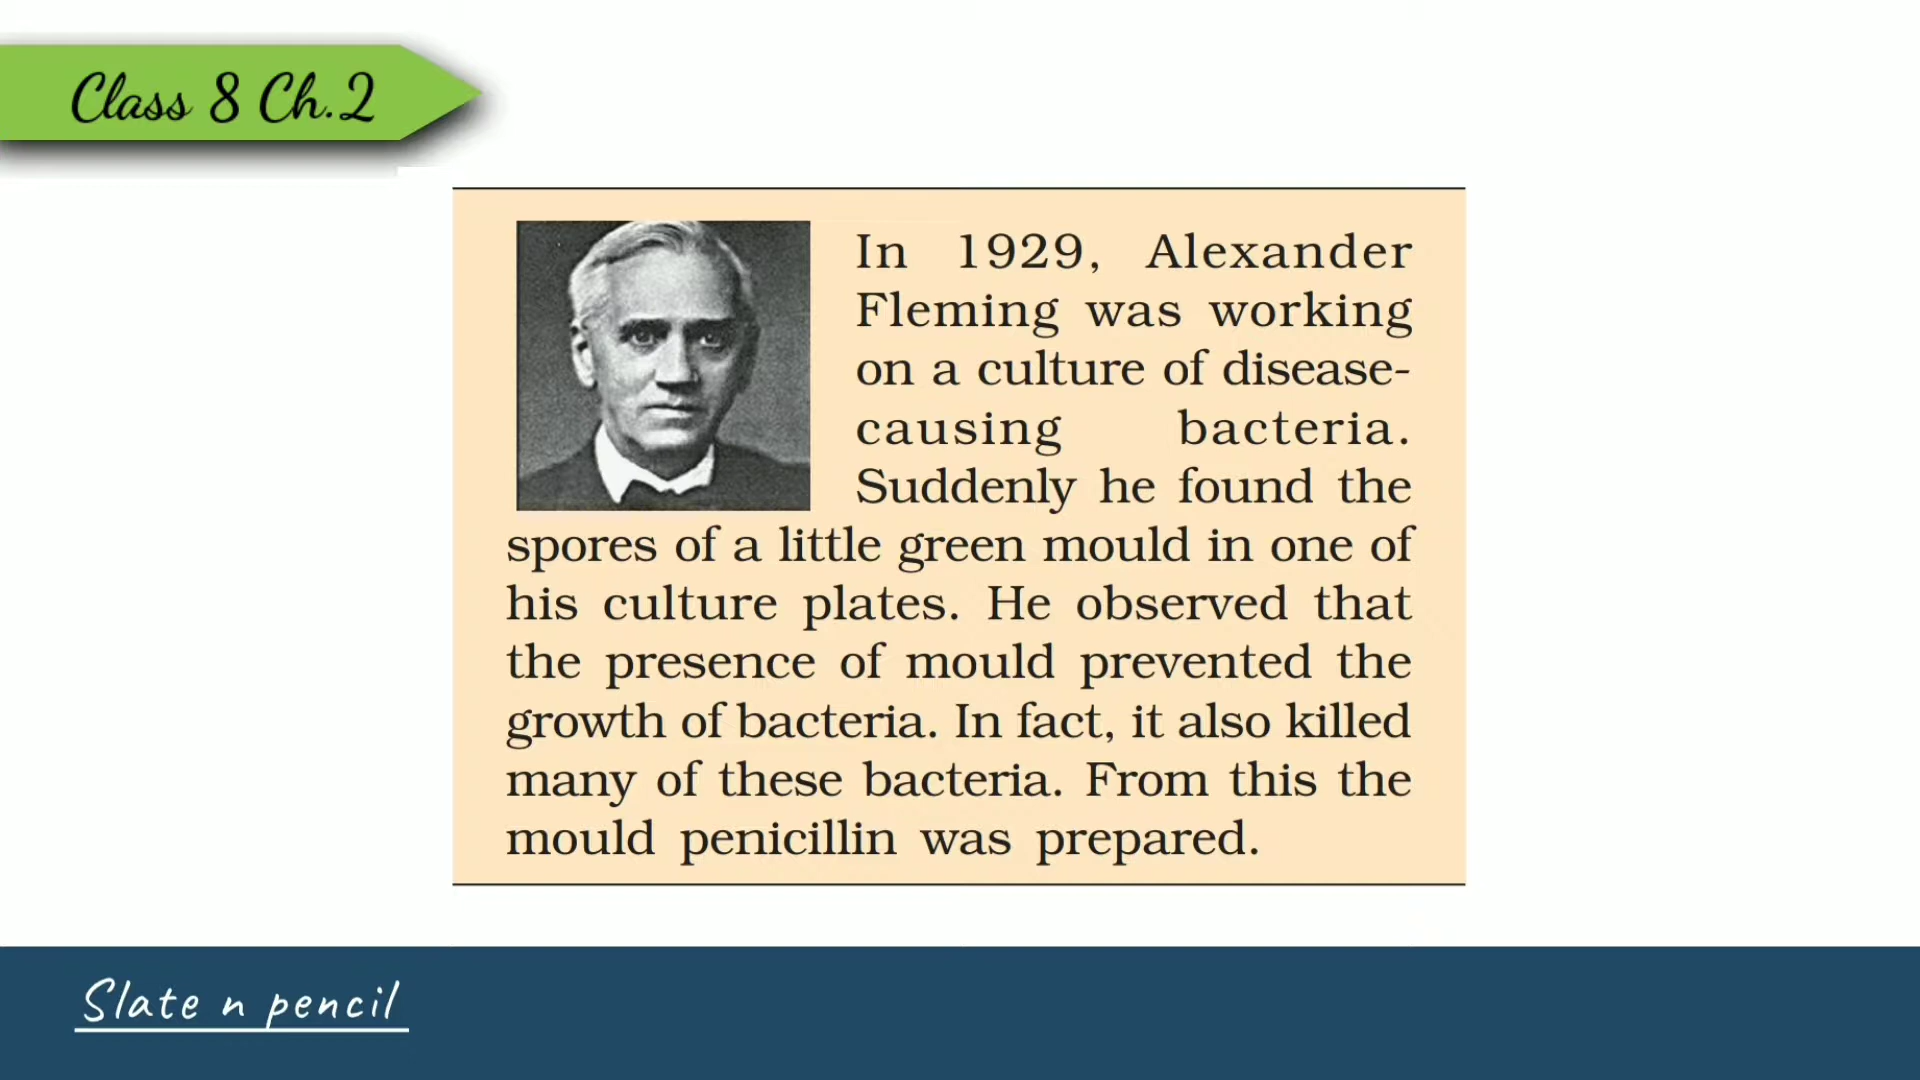 Class 8 Ch.2
In 1929, Alexander
Fleming was working
on a culture of disease-
causing bacteria.
Suddenly he found the
spores of a little green mould in one of
his culture plates. He observed that
the presence of mould prevented the
growth of bacteria. In fact, it also killed
many of these bacteria. From this the
mould penicillin was prepared.
Slate n pencil